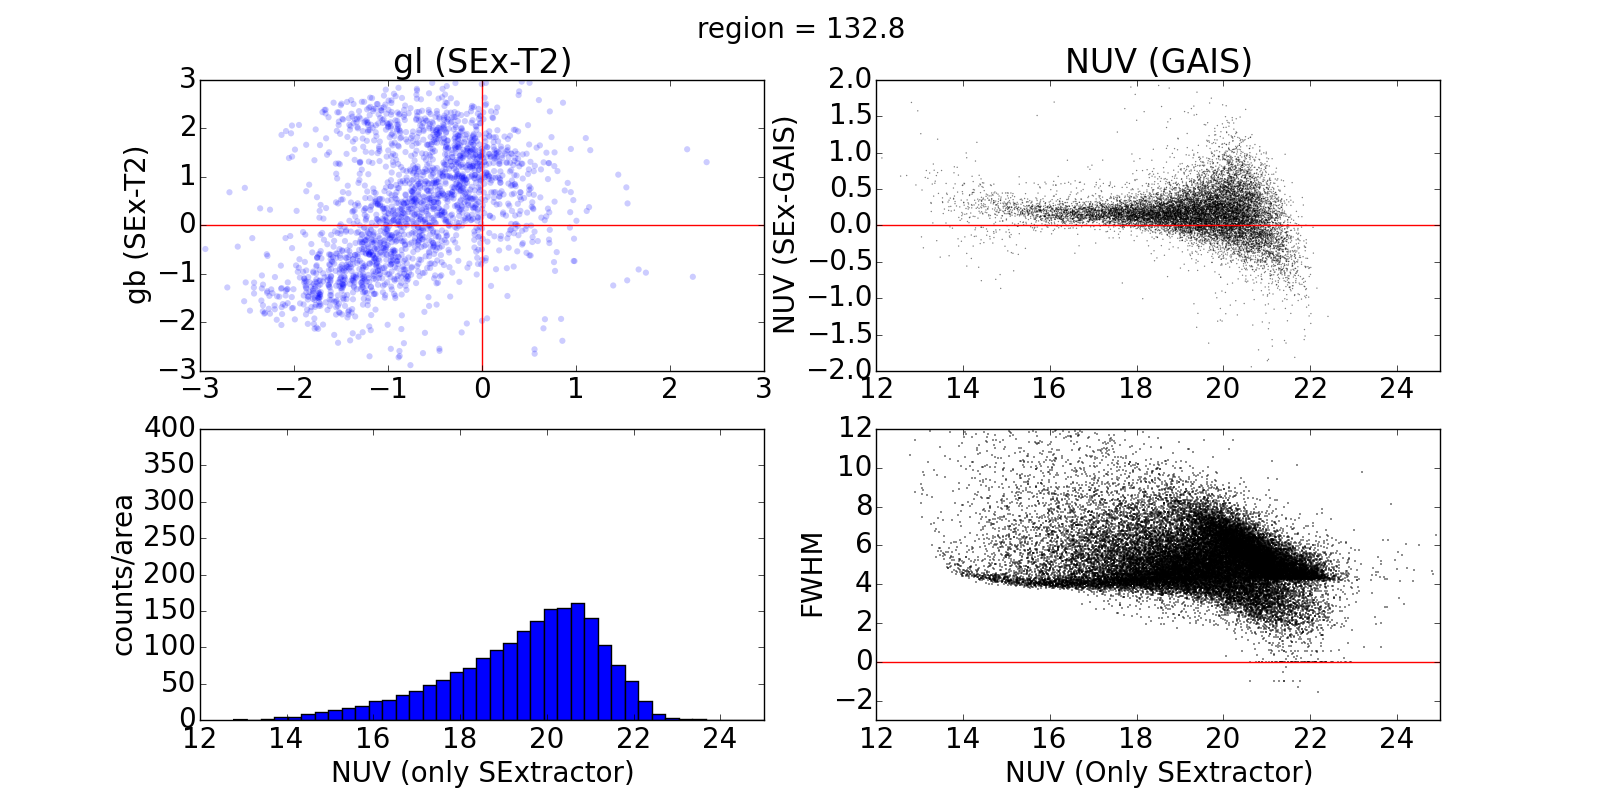 region = 132.8
gl (SEx-T2)
NUV (GAIS)
3
2
1
0
−1
−2
−3
gb (SEx-T2)
−3 −2 −1 0 1 2 3
2.0
1.5
1.0
0.5
0.0
−0.5
−1.0
−1.5
−2.0
NUV (SEx-GAIS)
12 14 16 18 20 22 24
400
350
300
250
200
150
100
50
0
counts/area
12 14 16 18 20 22 24
NUV (only SExtractor)
12
10
8
6
4
2
0
−2
FWHM
12 14 16 18 20 22 24
NUV (Only SExtractor)